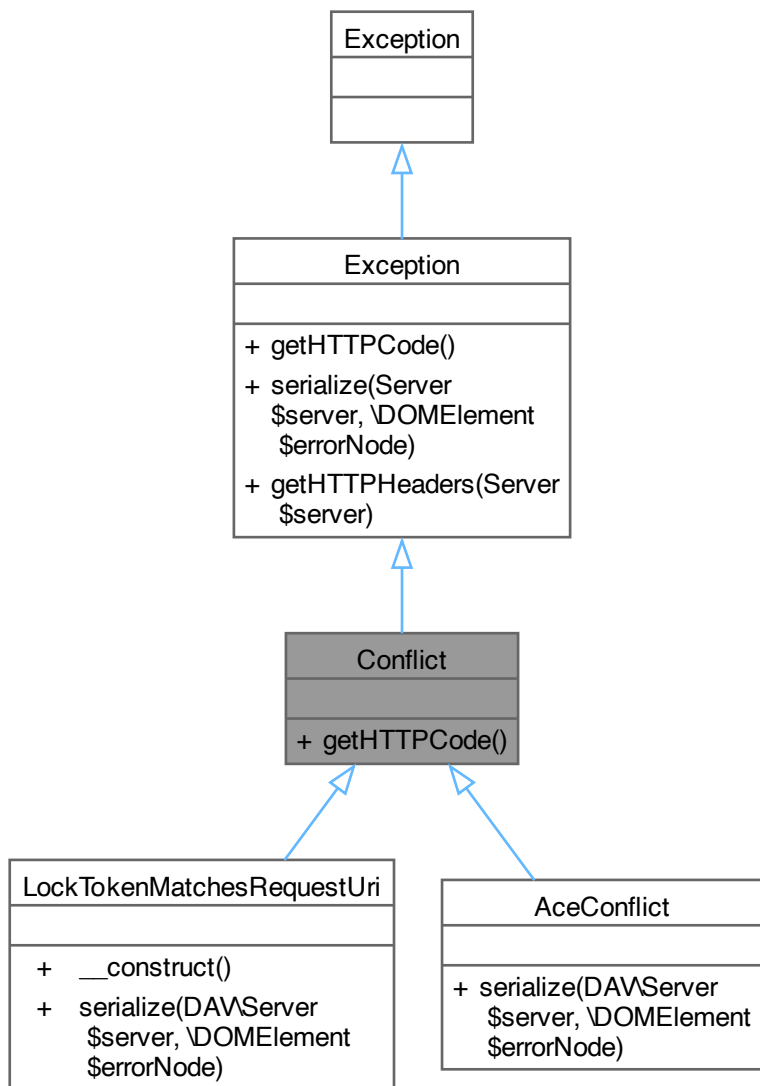 Exception
Exception
+ getHTTPCode()
+ serialize(Server
$server, \DOMElement
$errorNode)
+ getHTTPHeaders(Server
$server)
Conflict
+ getHTTPCode()
LockTokenMatchesRequestUri
+ __construct()
+ serialize(DAV\Server
$server, \DOMElement
$errorNode)
AceConflict
+ serialize(DAV\Server
$server, \DOMElement
$errorNode)